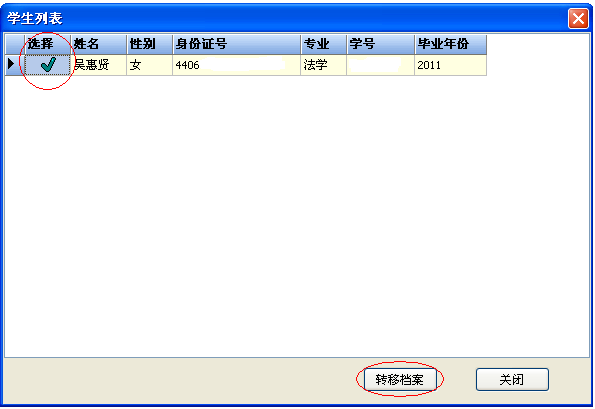 学生列表
选择 姓名 性别 身份证号 专业 学号 毕业年份
吴惠贤 女 4406 法学 2011
转移档案 关闭